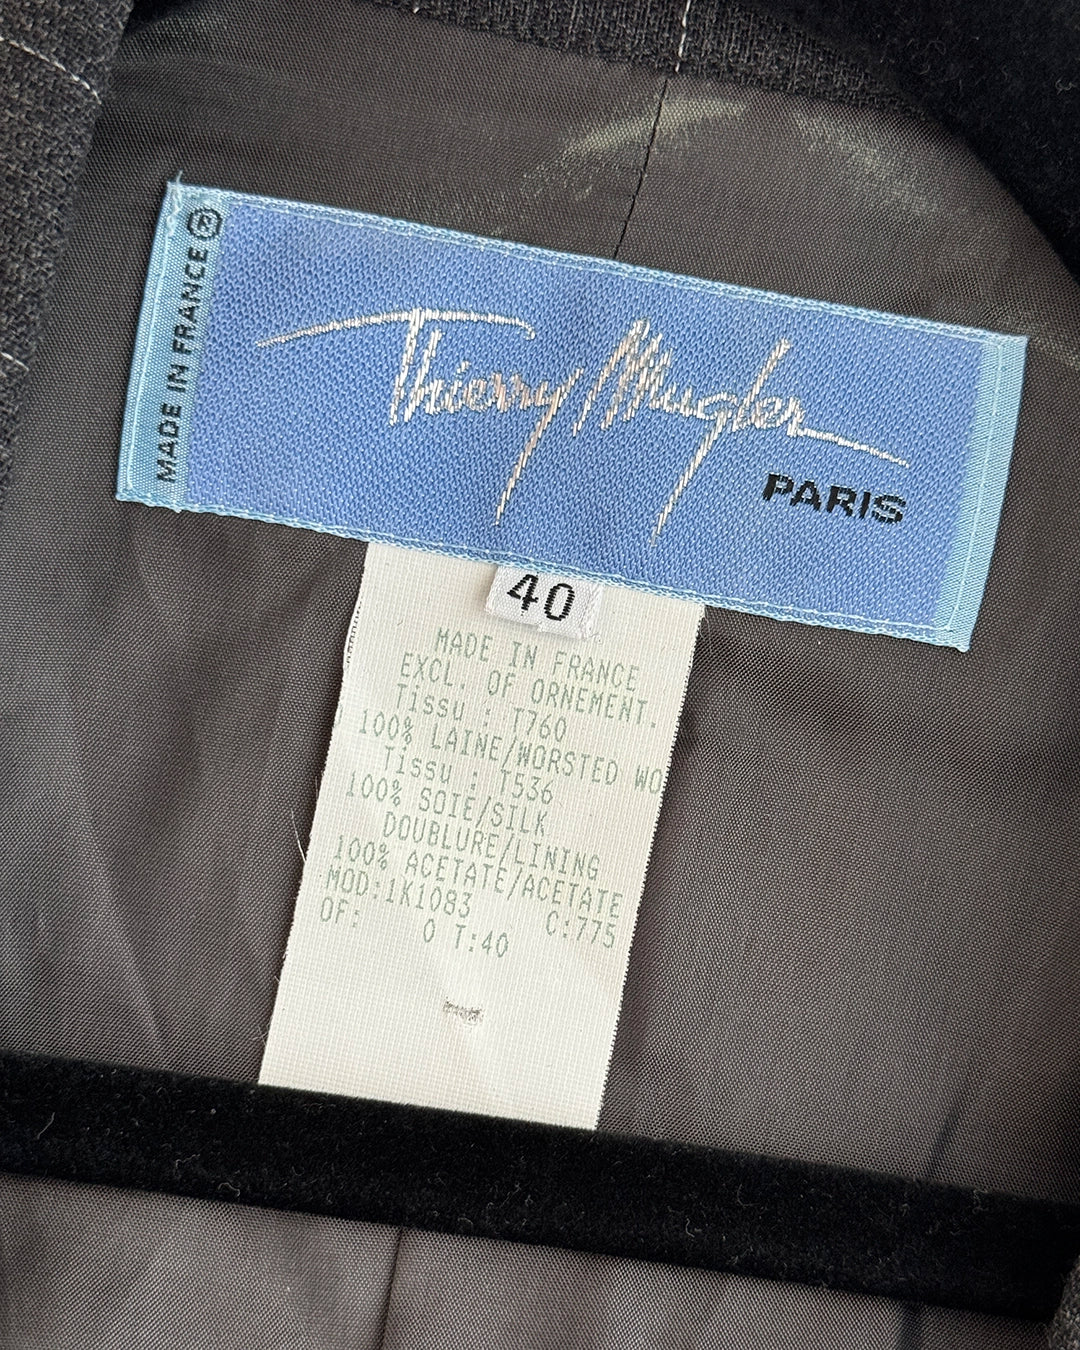 MADE IN FRANCE ®
Thierry Mugler
PARIS
40
MADE IN FRANCE
EXCL. OF ORNEMENT.
Tissu : T760
100% LAINE/WORSTED WO
Tissu : T536
100% SOIE/SILK
DOUBLURE/LINING
100% ACETATE/ACETATE
MOD:1K1083 C:775
OF: 0 T:40